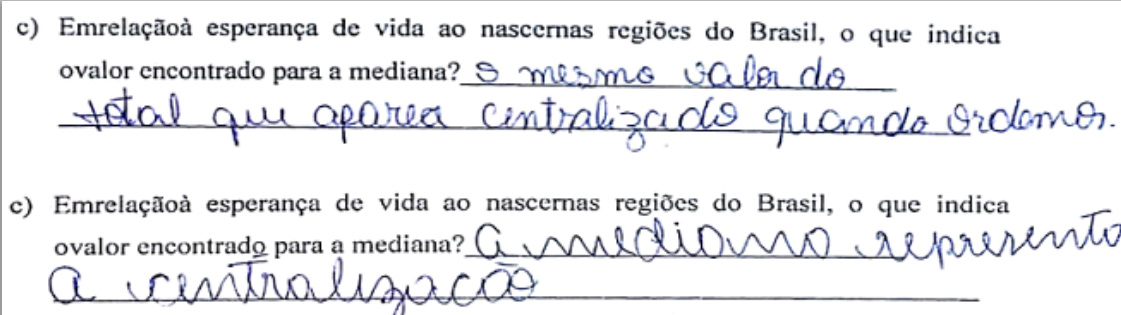 c) Emrelaçãoà esperança de vida ao nascernas regiões do Brasil, o que indica
ovalor encontrado para a mediana? O mesmo valor do
total que aparea centralizado quando ordamos.
c) Emrelaçãoà esperança de vida ao nascernas regiões do Brasil, o que indica
ovalor encontrado para a mediana? A mediana representa
a centralização